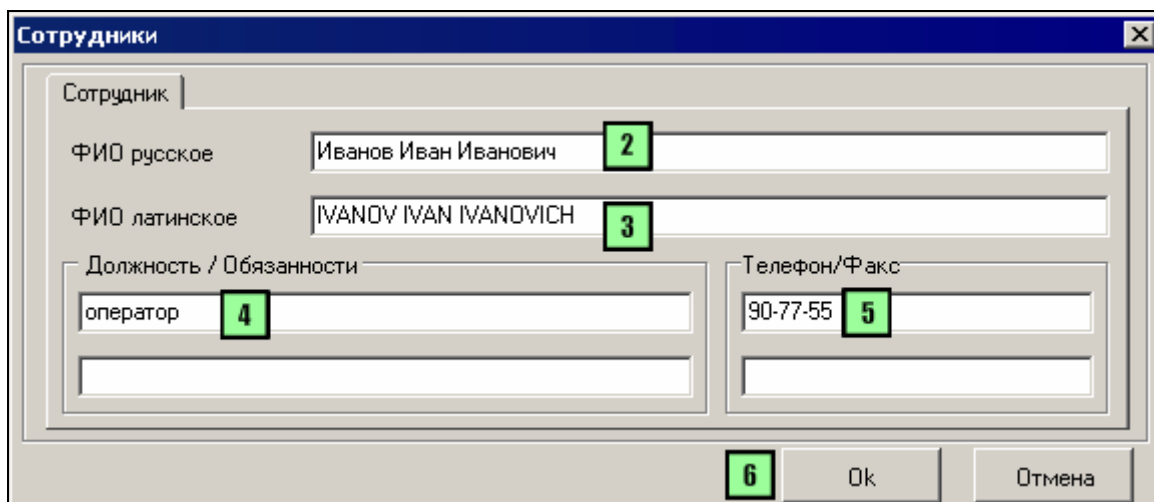 Сотрудники
Сотрудник
ФИО русское Иванов Иван Иванович 2
ФИО латинское IVANOV IVAN IVANOVICH 3
Должность / Обязанности Телефон/Факс
оператор 4 90-77-55 5
6 Ok Отмена